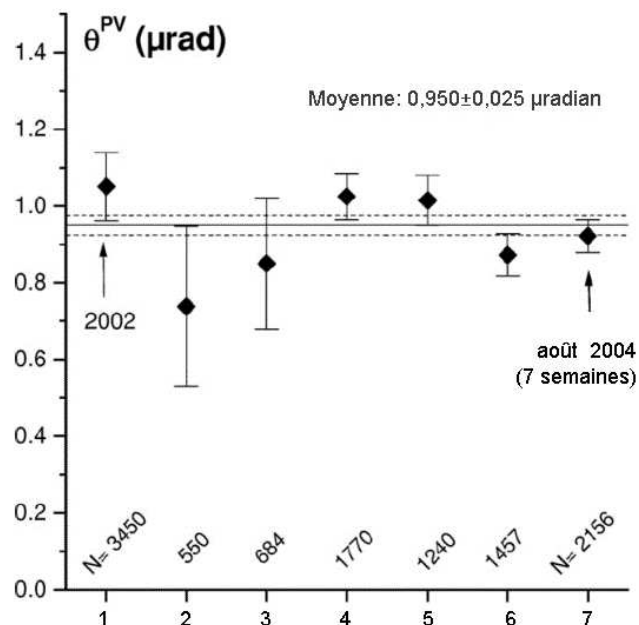 θPV (µrad)
1.4
Moyenne: 0,950±0,025 µradian
1.2
1.0
0.8
2002
août 2004
(7 semaines)
0.6
0.4
0.2
N= 3450 550 684 1770 1240 1457 N= 2156
0.0
1 2 3 4 5 6 7